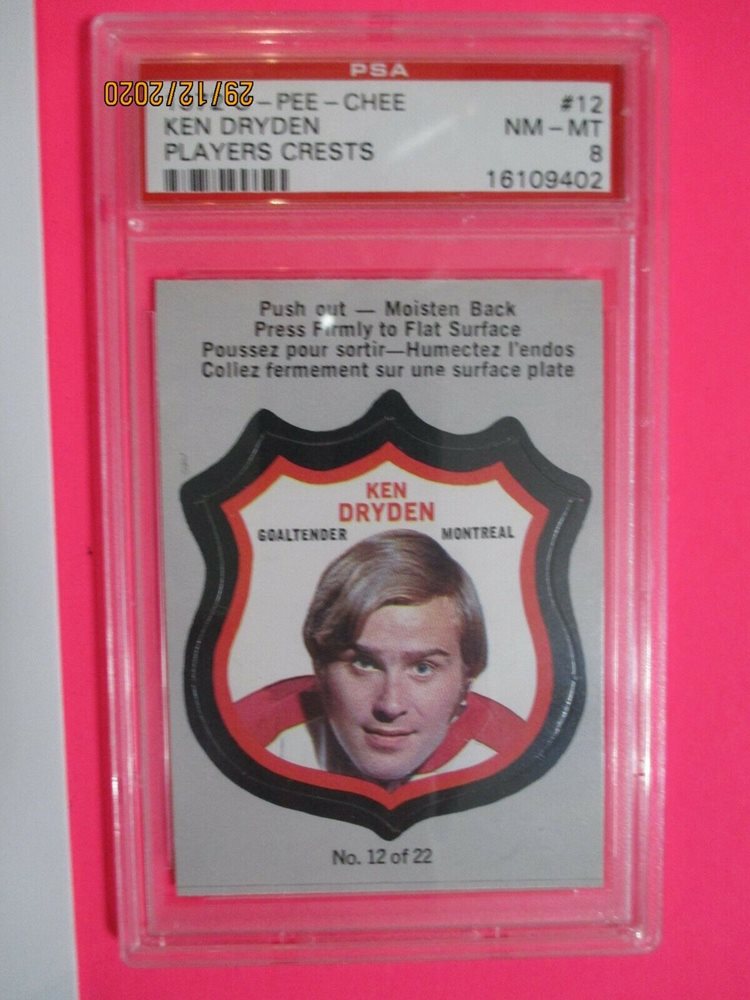 PSA
29/12/2020
O-PEE-CHEE #12
KEN DRYDEN NM-MT
PLAYERS CRESTS 8
16109402
Push out — Moisten Back
Press Firmly to Flat Surface
Poussez pour sortir—Humectez l'endos
Collez fermement sur une surface plate
KEN
DRYDEN
GOALTENDER MONTREAL
No. 12 of 22